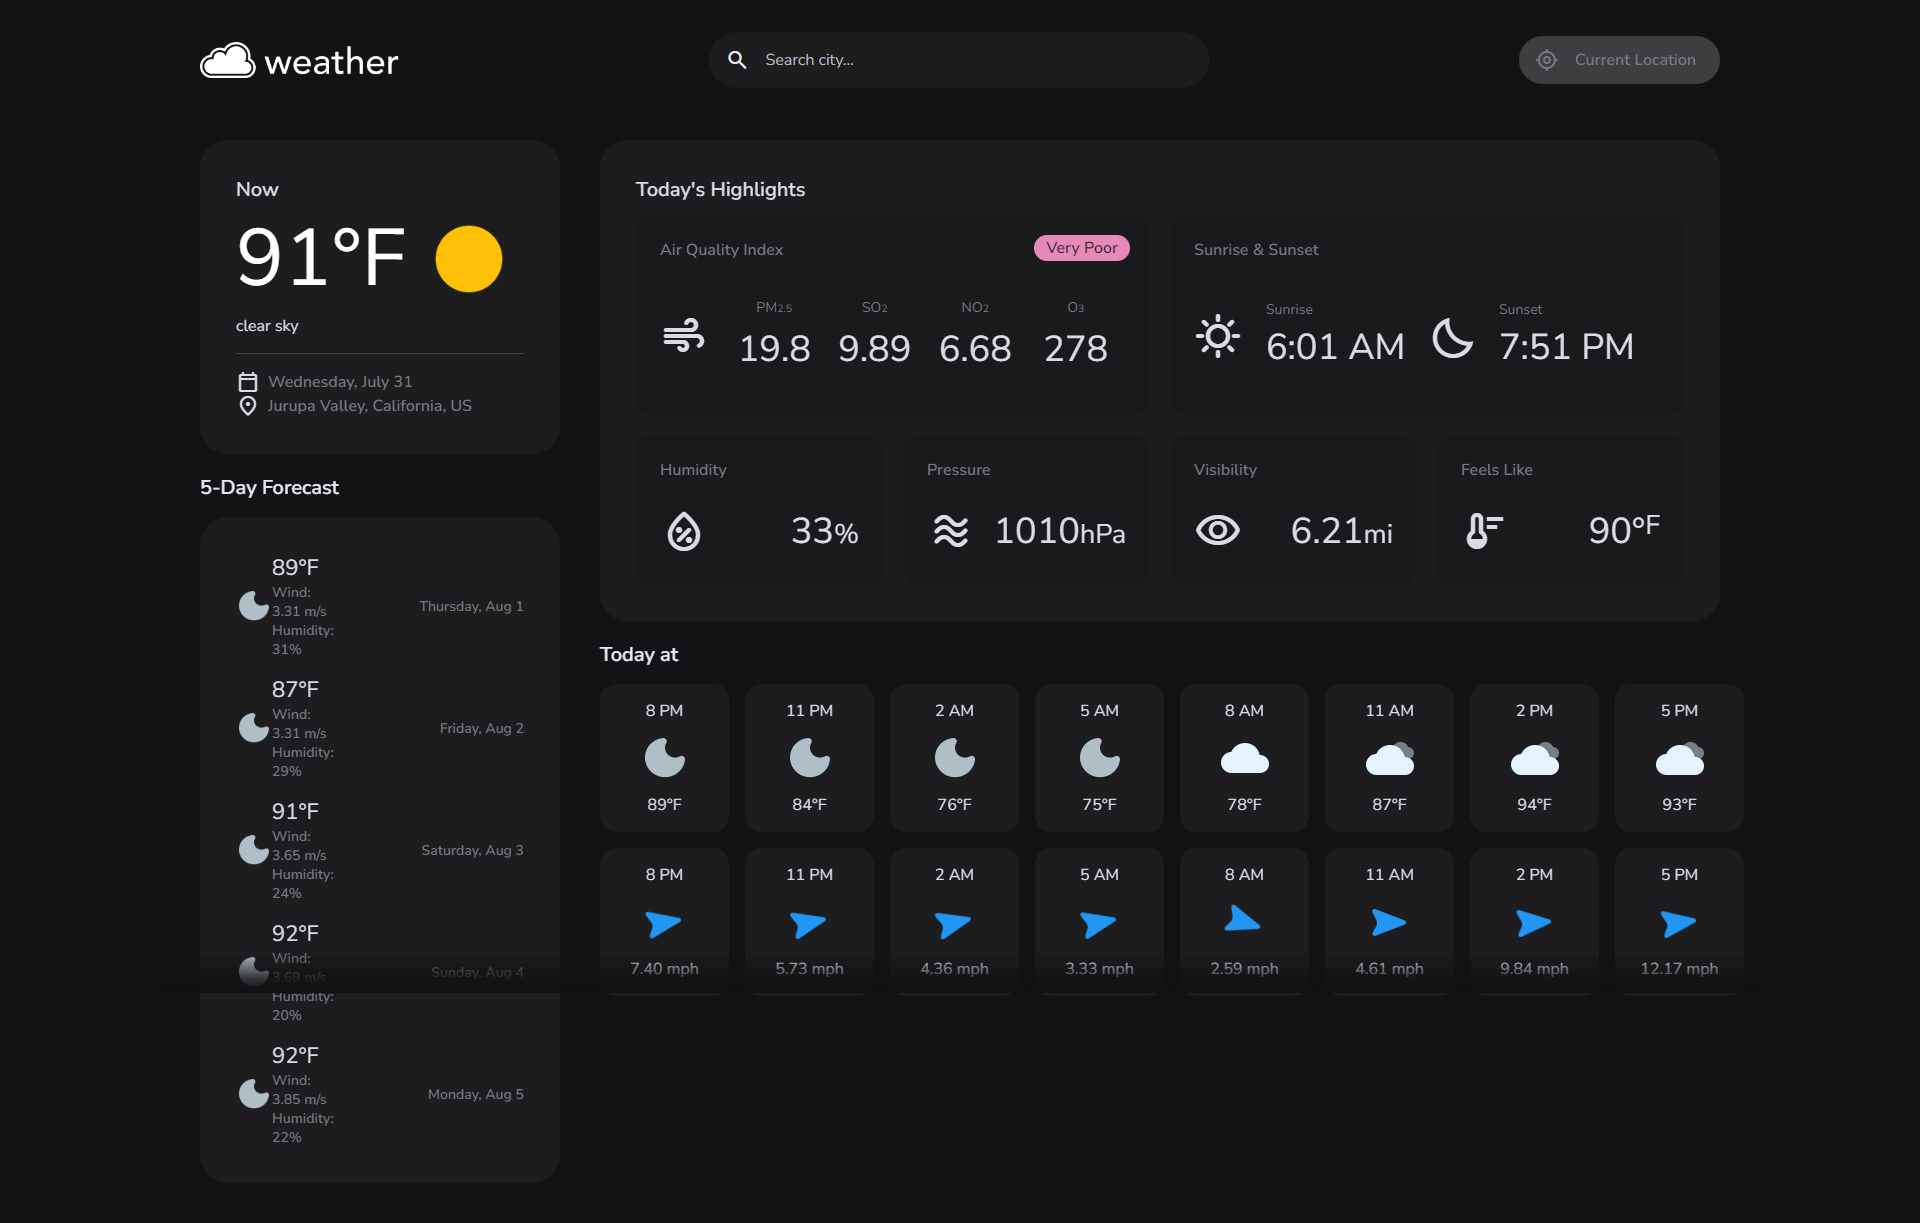 weather
Search city...
Current Location
Now
91°F
clear sky
Wednesday, July 31
Jurupa Valley, California, US
5-Day Forecast
89°F
Wind:
3.31 m/s
Humidity:
31%
Thursday, Aug 1
87°F
Wind:
3.31 m/s
Humidity:
29%
Friday, Aug 2
91°F
Wind:
3.65 m/s
Humidity:
24%
Saturday, Aug 3
92°F
Wind:
3.69 m/s
Humidity:
20%
Sunday, Aug 4
92°F
Wind:
3.85 m/s
Humidity:
22%
Monday, Aug 5
Today's Highlights
Air Quality Index
Very Poor
PM2.5 SO2 NO2 O3
19.8 9.89 6.68 278
Sunrise & Sunset
Sunrise
6:01 AM
Sunset
7:51 PM
Humidity
33%
Pressure
1010hPa
Visibility
6.21mi
Feels Like
90°F
Today at
8 PM 11 PM 2 AM 5 AM 8 AM 11 AM 2 PM 5 PM
89°F 84°F 76°F 75°F 78°F 87°F 94°F 93°F
8 PM 11 PM 2 AM 5 AM 8 AM 11 AM 2 PM 5 PM
7.40 mph 5.73 mph 4.36 mph 3.33 mph 2.59 mph 4.61 mph 9.84 mph 12.17 mph